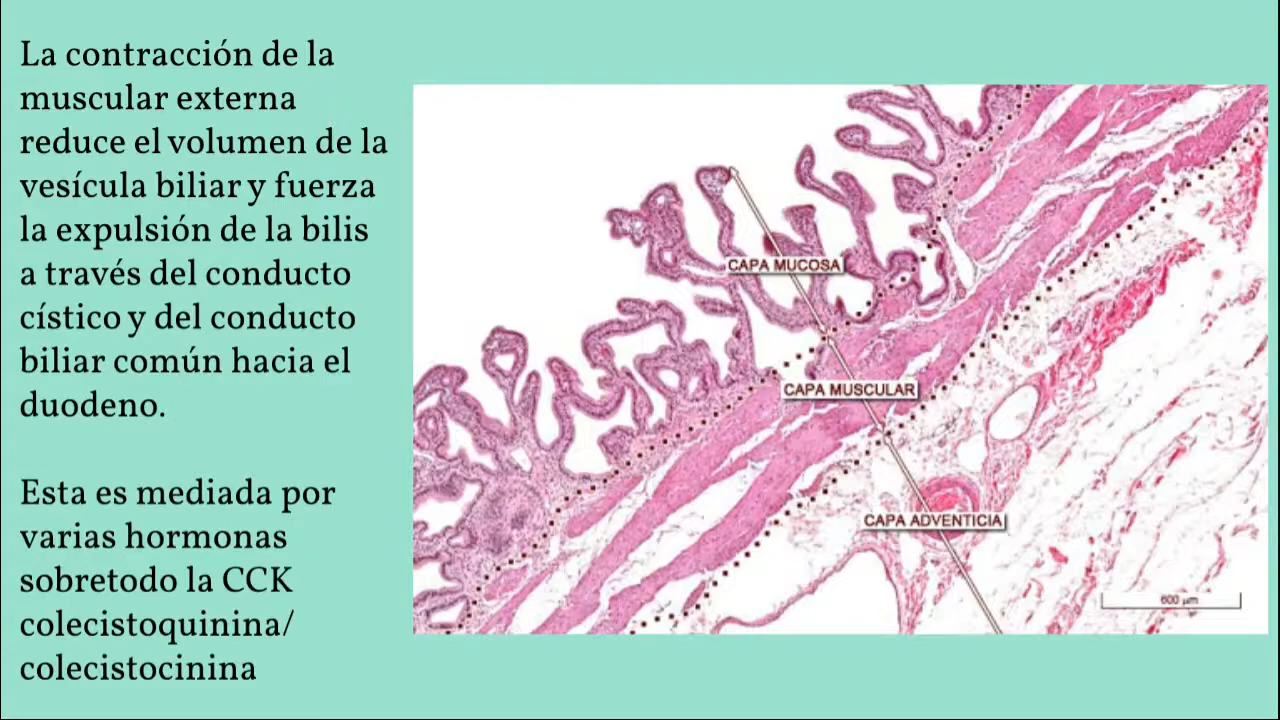 La contracción de la
muscular externa
reduce el volumen de la
vesícula biliar y fuerza
la expulsión de la bilis
a través del conducto
cístico y del conducto
biliar común hacia el
duodeno.
Esta es mediada por
varias hormonas
sobretodo la CCK
colecistoquinina/
colecistocinina
CAPA MUCOSA
CAPA MUSCULAR
CAPA ADVENTICIA
600 µm